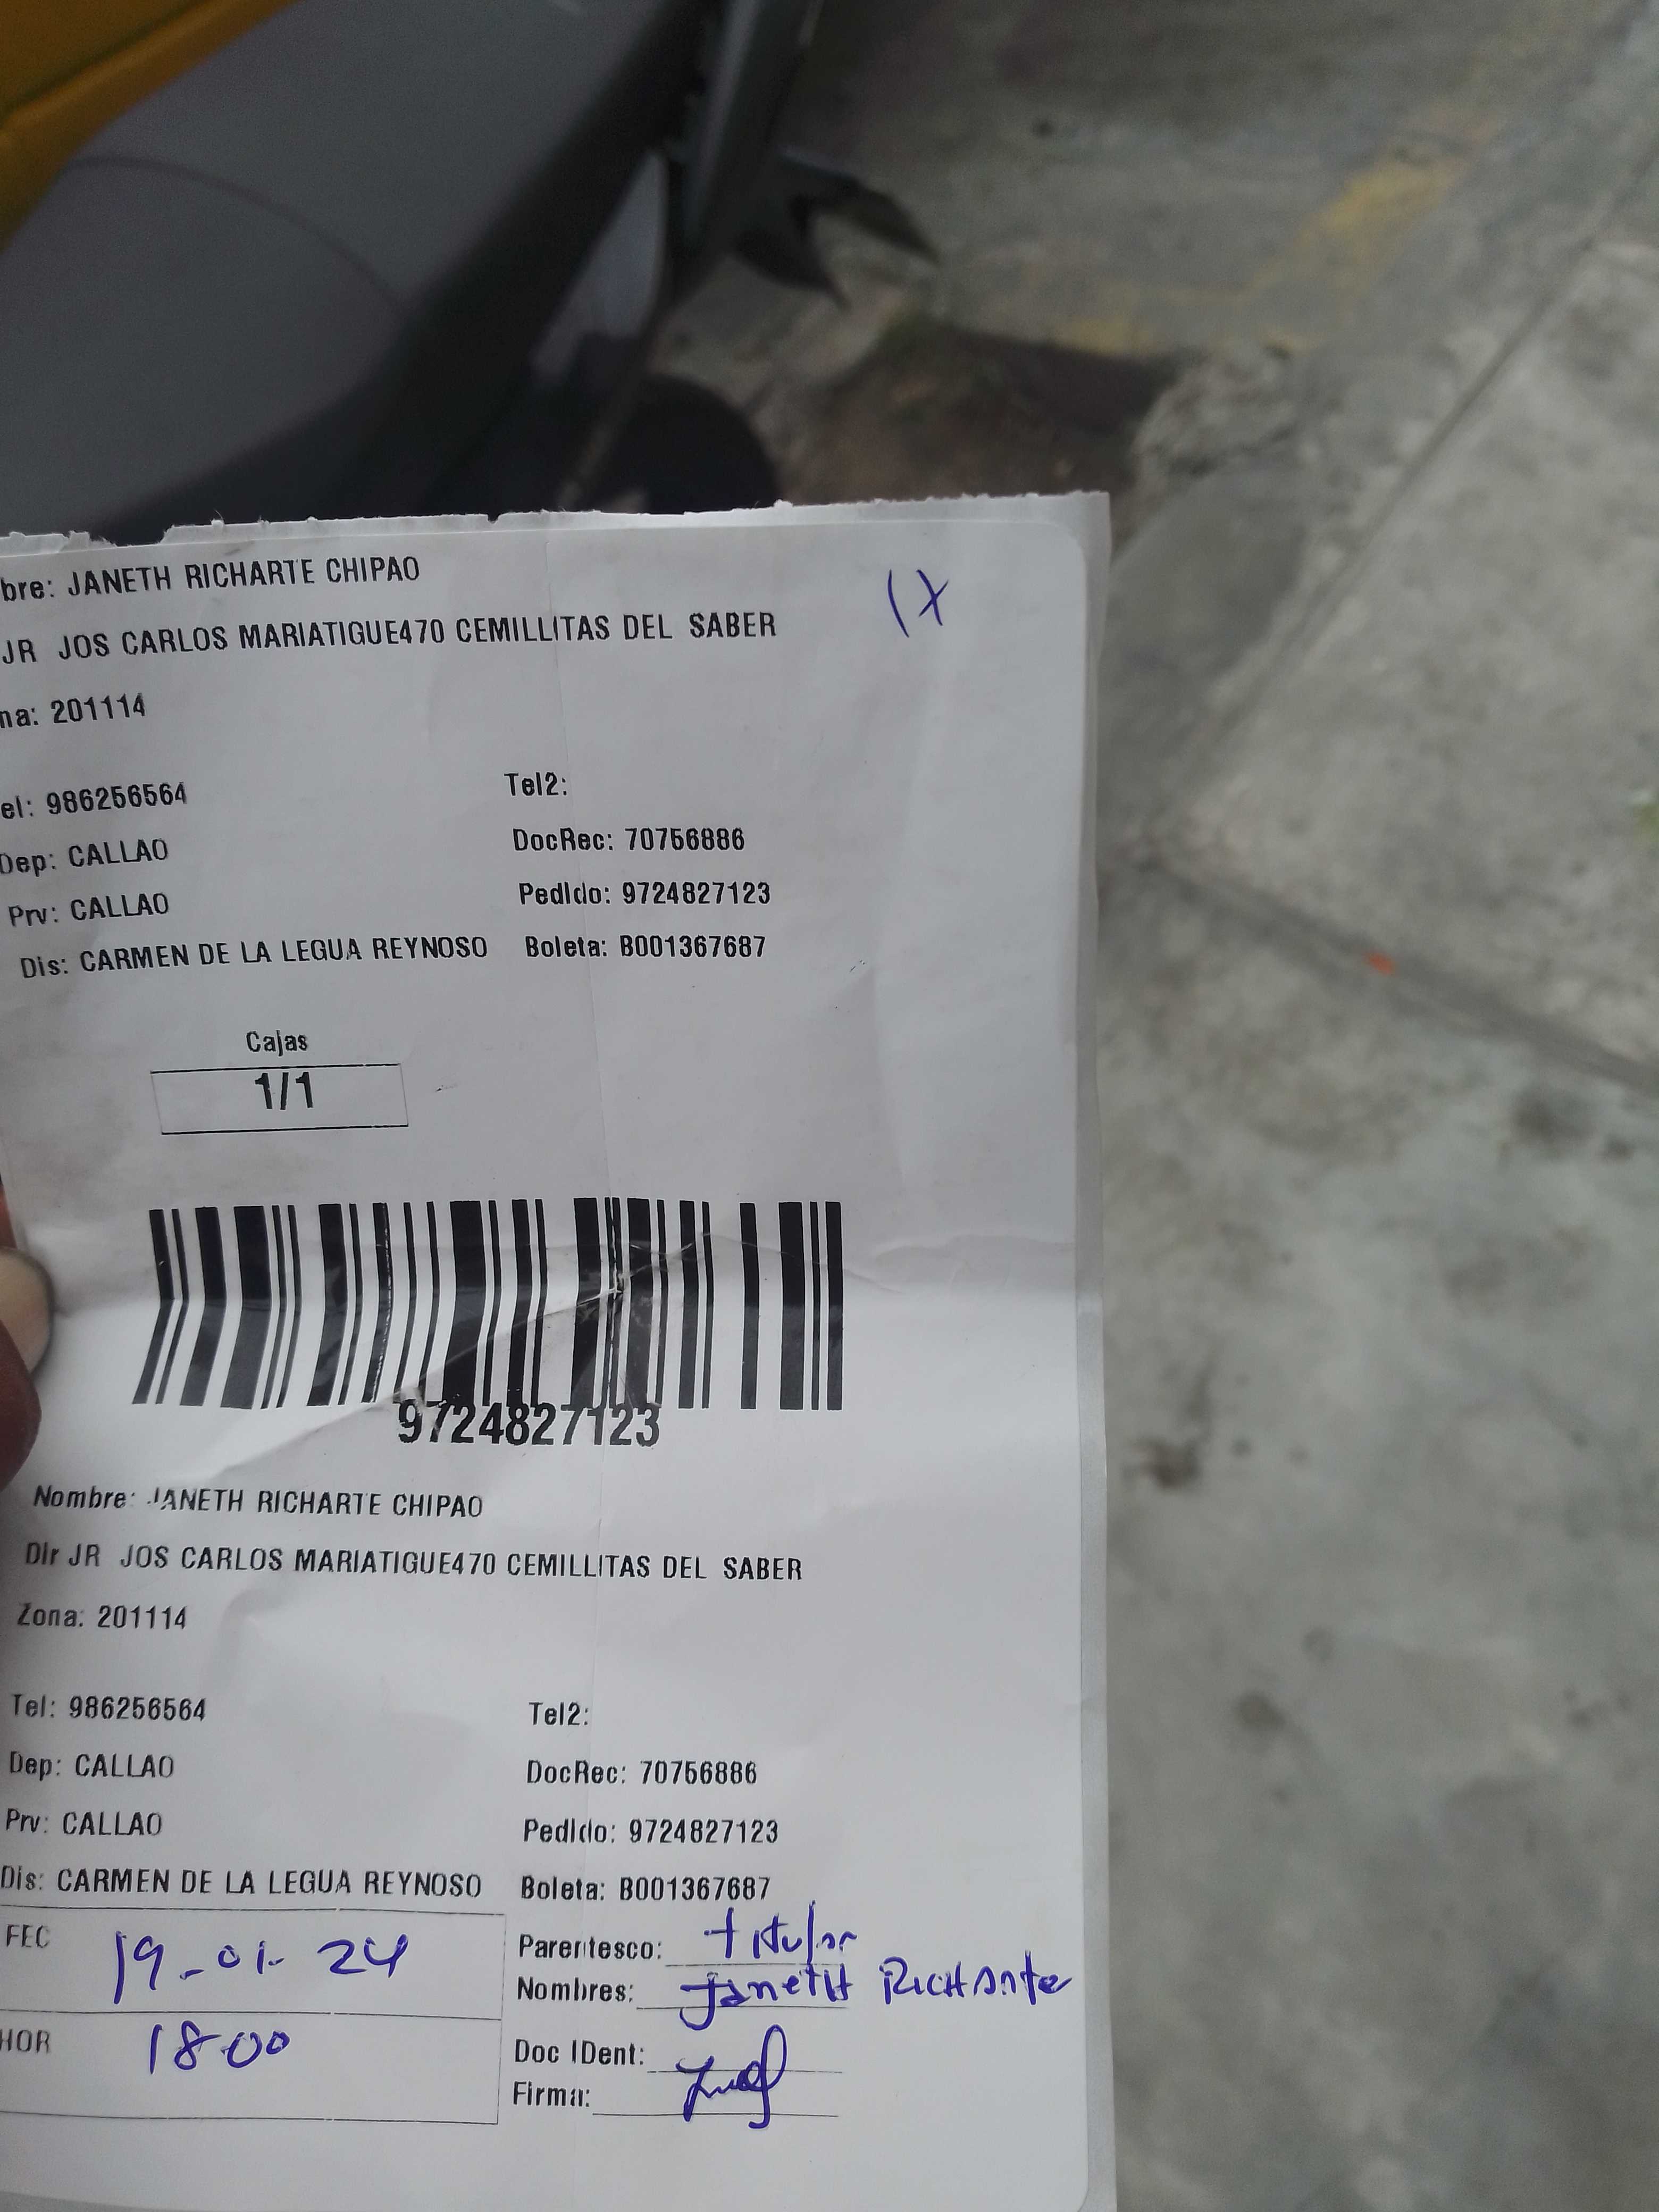 bre: JANETH RICHARTE CHIPAO
17
JR JOS CARLOS MARIATIGUE470 CEMILLITAS DEL SABER
na: 201114
el: 986256564 Tel2:
Dep: CALLAO DocRec: 70756886
Prv: CALLAO Pedido: 9724827123
Dis: CARMEN DE LA LEGUA REYNOSO Boleta: B001367687
Cajas
1/1
9724827123
Nombre: JANETH RICHARTE CHIPAO
Dir JR JOS CARLOS MARIATIGUE470 CEMILLITAS DEL SABER
Zona: 201114
Tel: 986256564 Tel2:
Dep: CALLAO DocRec: 70756886
Prv: CALLAO Pedido: 9724827123
Dis: CARMEN DE LA LEGUA REYNOSO Boleta: B001367687
FEC 19-01-24 Parentesco: titular
Nombres: Janeth Richarte
HOR 18:00 Doc IDent:
Firma: